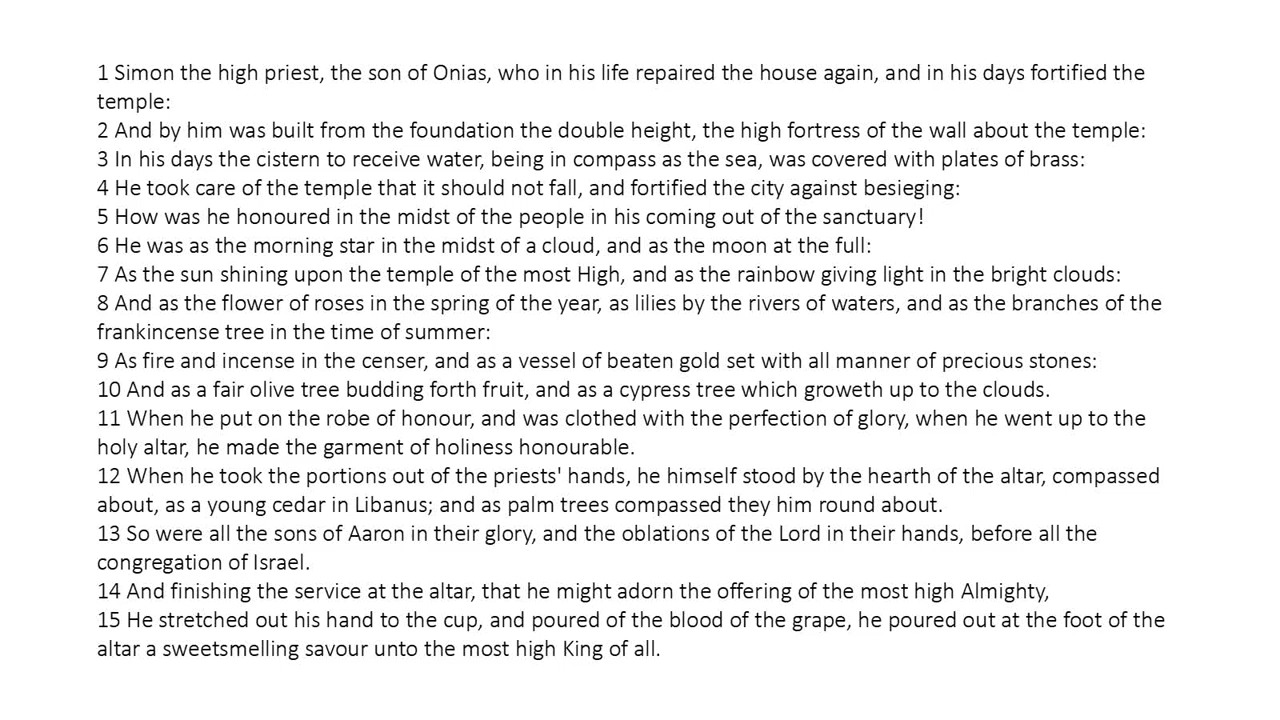 1 Simon the high priest, the son of Onias, who in his life repaired the house again, and in his days fortified the
temple:
2 And by him was built from the foundation the double height, the high fortress of the wall about the temple:
3 In his days the cistern to receive water, being in compass as the sea, was covered with plates of brass:
4 He took care of the temple that it should not fall, and fortified the city against besieging:
5 How was he honoured in the midst of the people in his coming out of the sanctuary!
6 He was as the morning star in the midst of a cloud, and as the moon at the full:
7 As the sun shining upon the temple of the most High, and as the rainbow giving light in the bright clouds:
8 And as the flower of roses in the spring of the year, as lilies by the rivers of waters, and as the branches of the
frankincense tree in the time of summer:
9 As fire and incense in the censer, and as a vessel of beaten gold set with all manner of precious stones:
10 And as a fair olive tree budding forth fruit, and as a cypress tree which groweth up to the clouds.
11 When he put on the robe of honour, and was clothed with the perfection of glory, when he went up to the
holy altar, he made the garment of holiness honourable.
12 When he took the portions out of the priests' hands, he himself stood by the hearth of the altar, compassed
about, as a young cedar in Libanus; and as palm trees compassed they him round about.
13 So were all the sons of Aaron in their glory, and the oblations of the Lord in their hands, before all the
congregation of Israel.
14 And finishing the service at the altar, that he might adorn the offering of the most high Almighty,
15 He stretched out his hand to the cup, and poured of the blood of the grape, he poured out at the foot of the
altar a sweetsmelling savour unto the most high King of all.